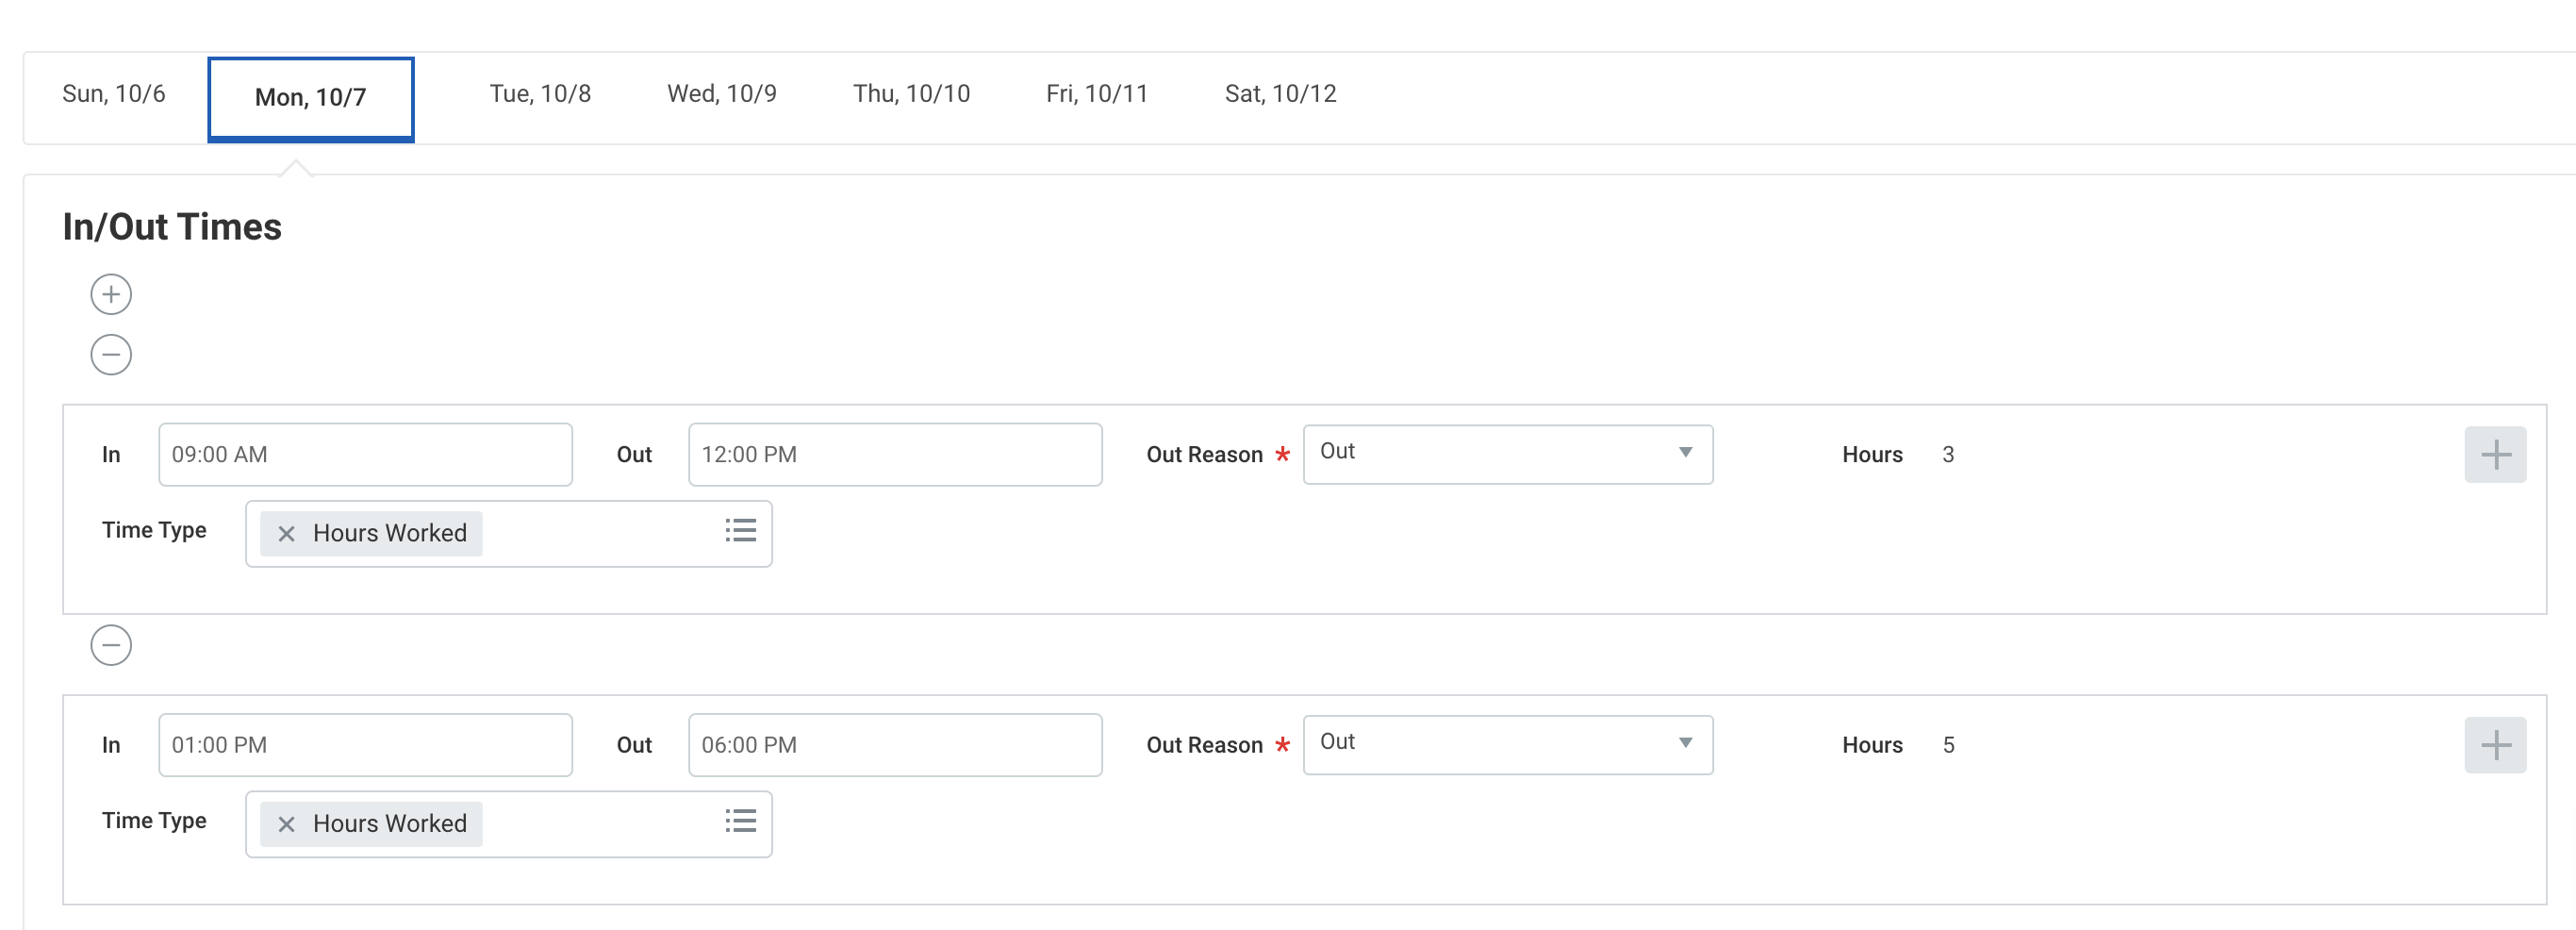 Sun, 10/6 Mon, 10/7 Tue, 10/8 Wed, 10/9 Thu, 10/10 Fri, 10/11 Sat, 10/12
In/Out Times
In 09:00 AM Out 12:00 PM Out Reason * Out Hours 3
Time Type Hours Worked
In 01:00 PM Out 06:00 PM Out Reason * Out Hours 5
Time Type Hours Worked